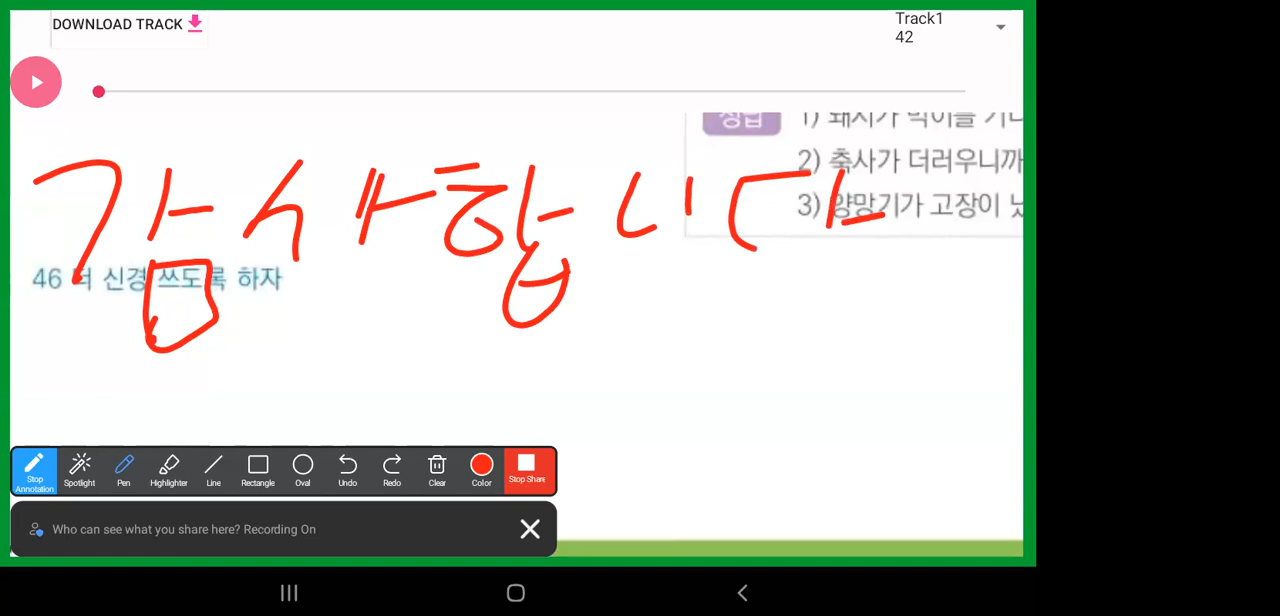 DOWNLOAD TRACK
Track1
42
정답
1) 돼지가 먹이를
2) 축사가 더러우니까
3) 양망기가 고장이 났
감사합니다
46 더 신경 쓰도록 하자
Stop Annotation
Spotlight
Pen
Highlighter
Line
Rectangle
Oval
Undo
Redo
Clear
Color
Stop Share
Who can see what you share here? Recording On